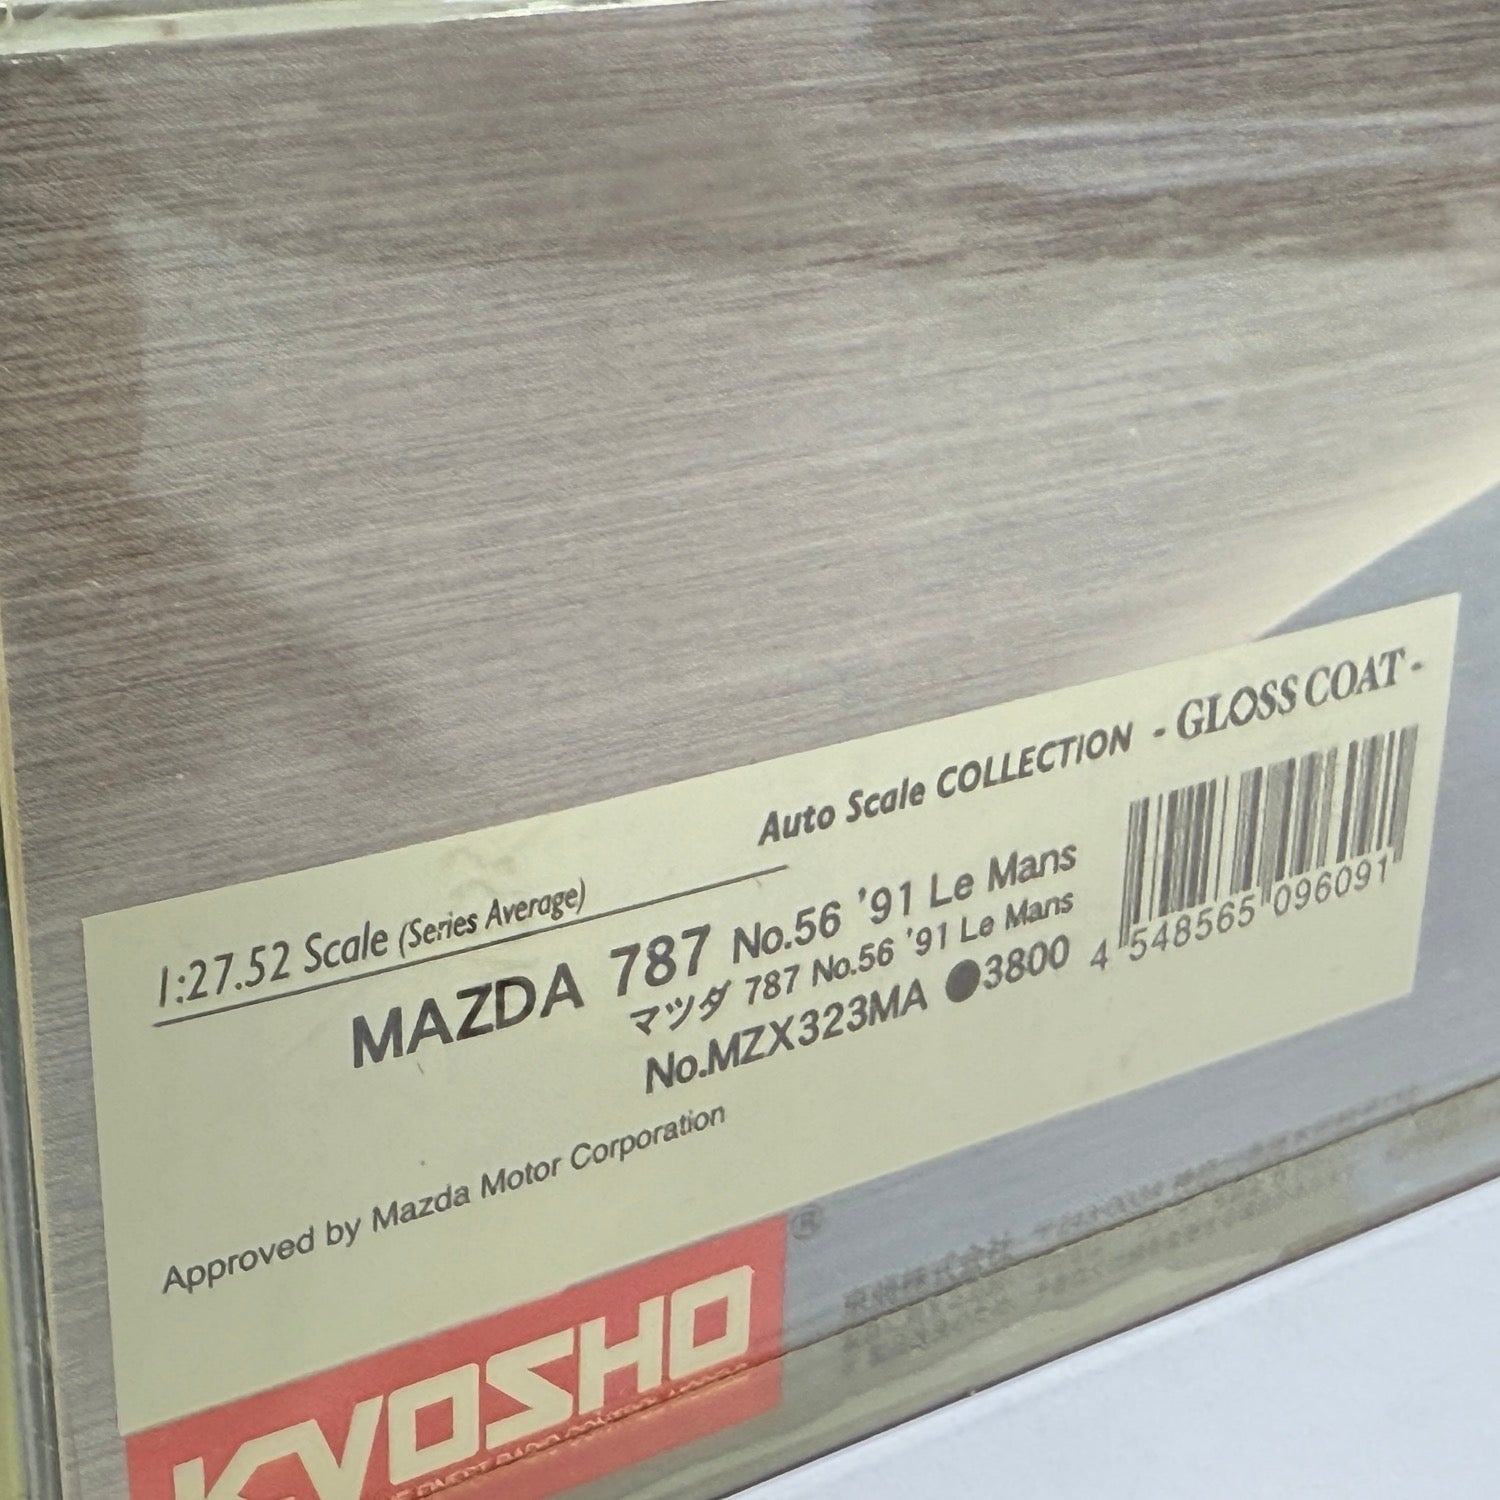 Auto Scale COLLECTION - GLOSS COAT -
1:27.52 Scale (Series Average)
MAZDA 787 No.56 '91 Le Mans
マツダ 787 No.56 '91 Le Mans
No.MZX323MA ●3800
4 548565 096091
Approved by Mazda Motor Corporation
KYOSHO ®